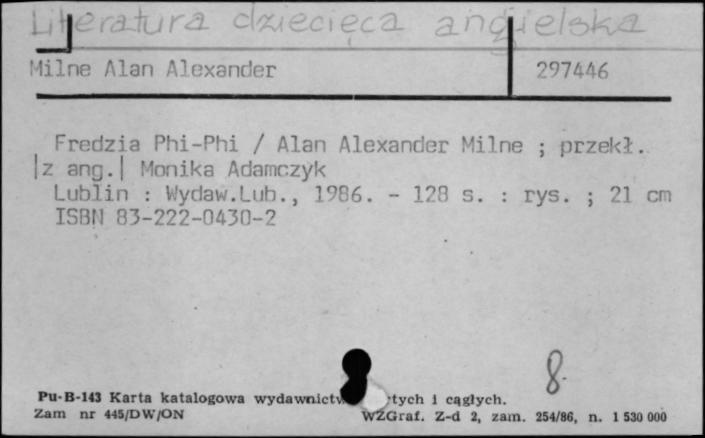 Literatura dziecięca angielska
Milne Alan Alexander 297446
Fredzia Phi-Phi / Alan Alexander Milne ; przekł.
|z ang.| Monika Adamczyk
Lublin : Wydaw.Lub., 1986. - 128 s. : rys. ; 21 cm
ISBN 83-222-0430-2
8.
Pu-B-143 Karta katalogowa wydawnictw tych i ciągłych.
Zam nr 445/DW/ON WZGraf. Z-d 2, zam. 254/86, n. 1 530 000